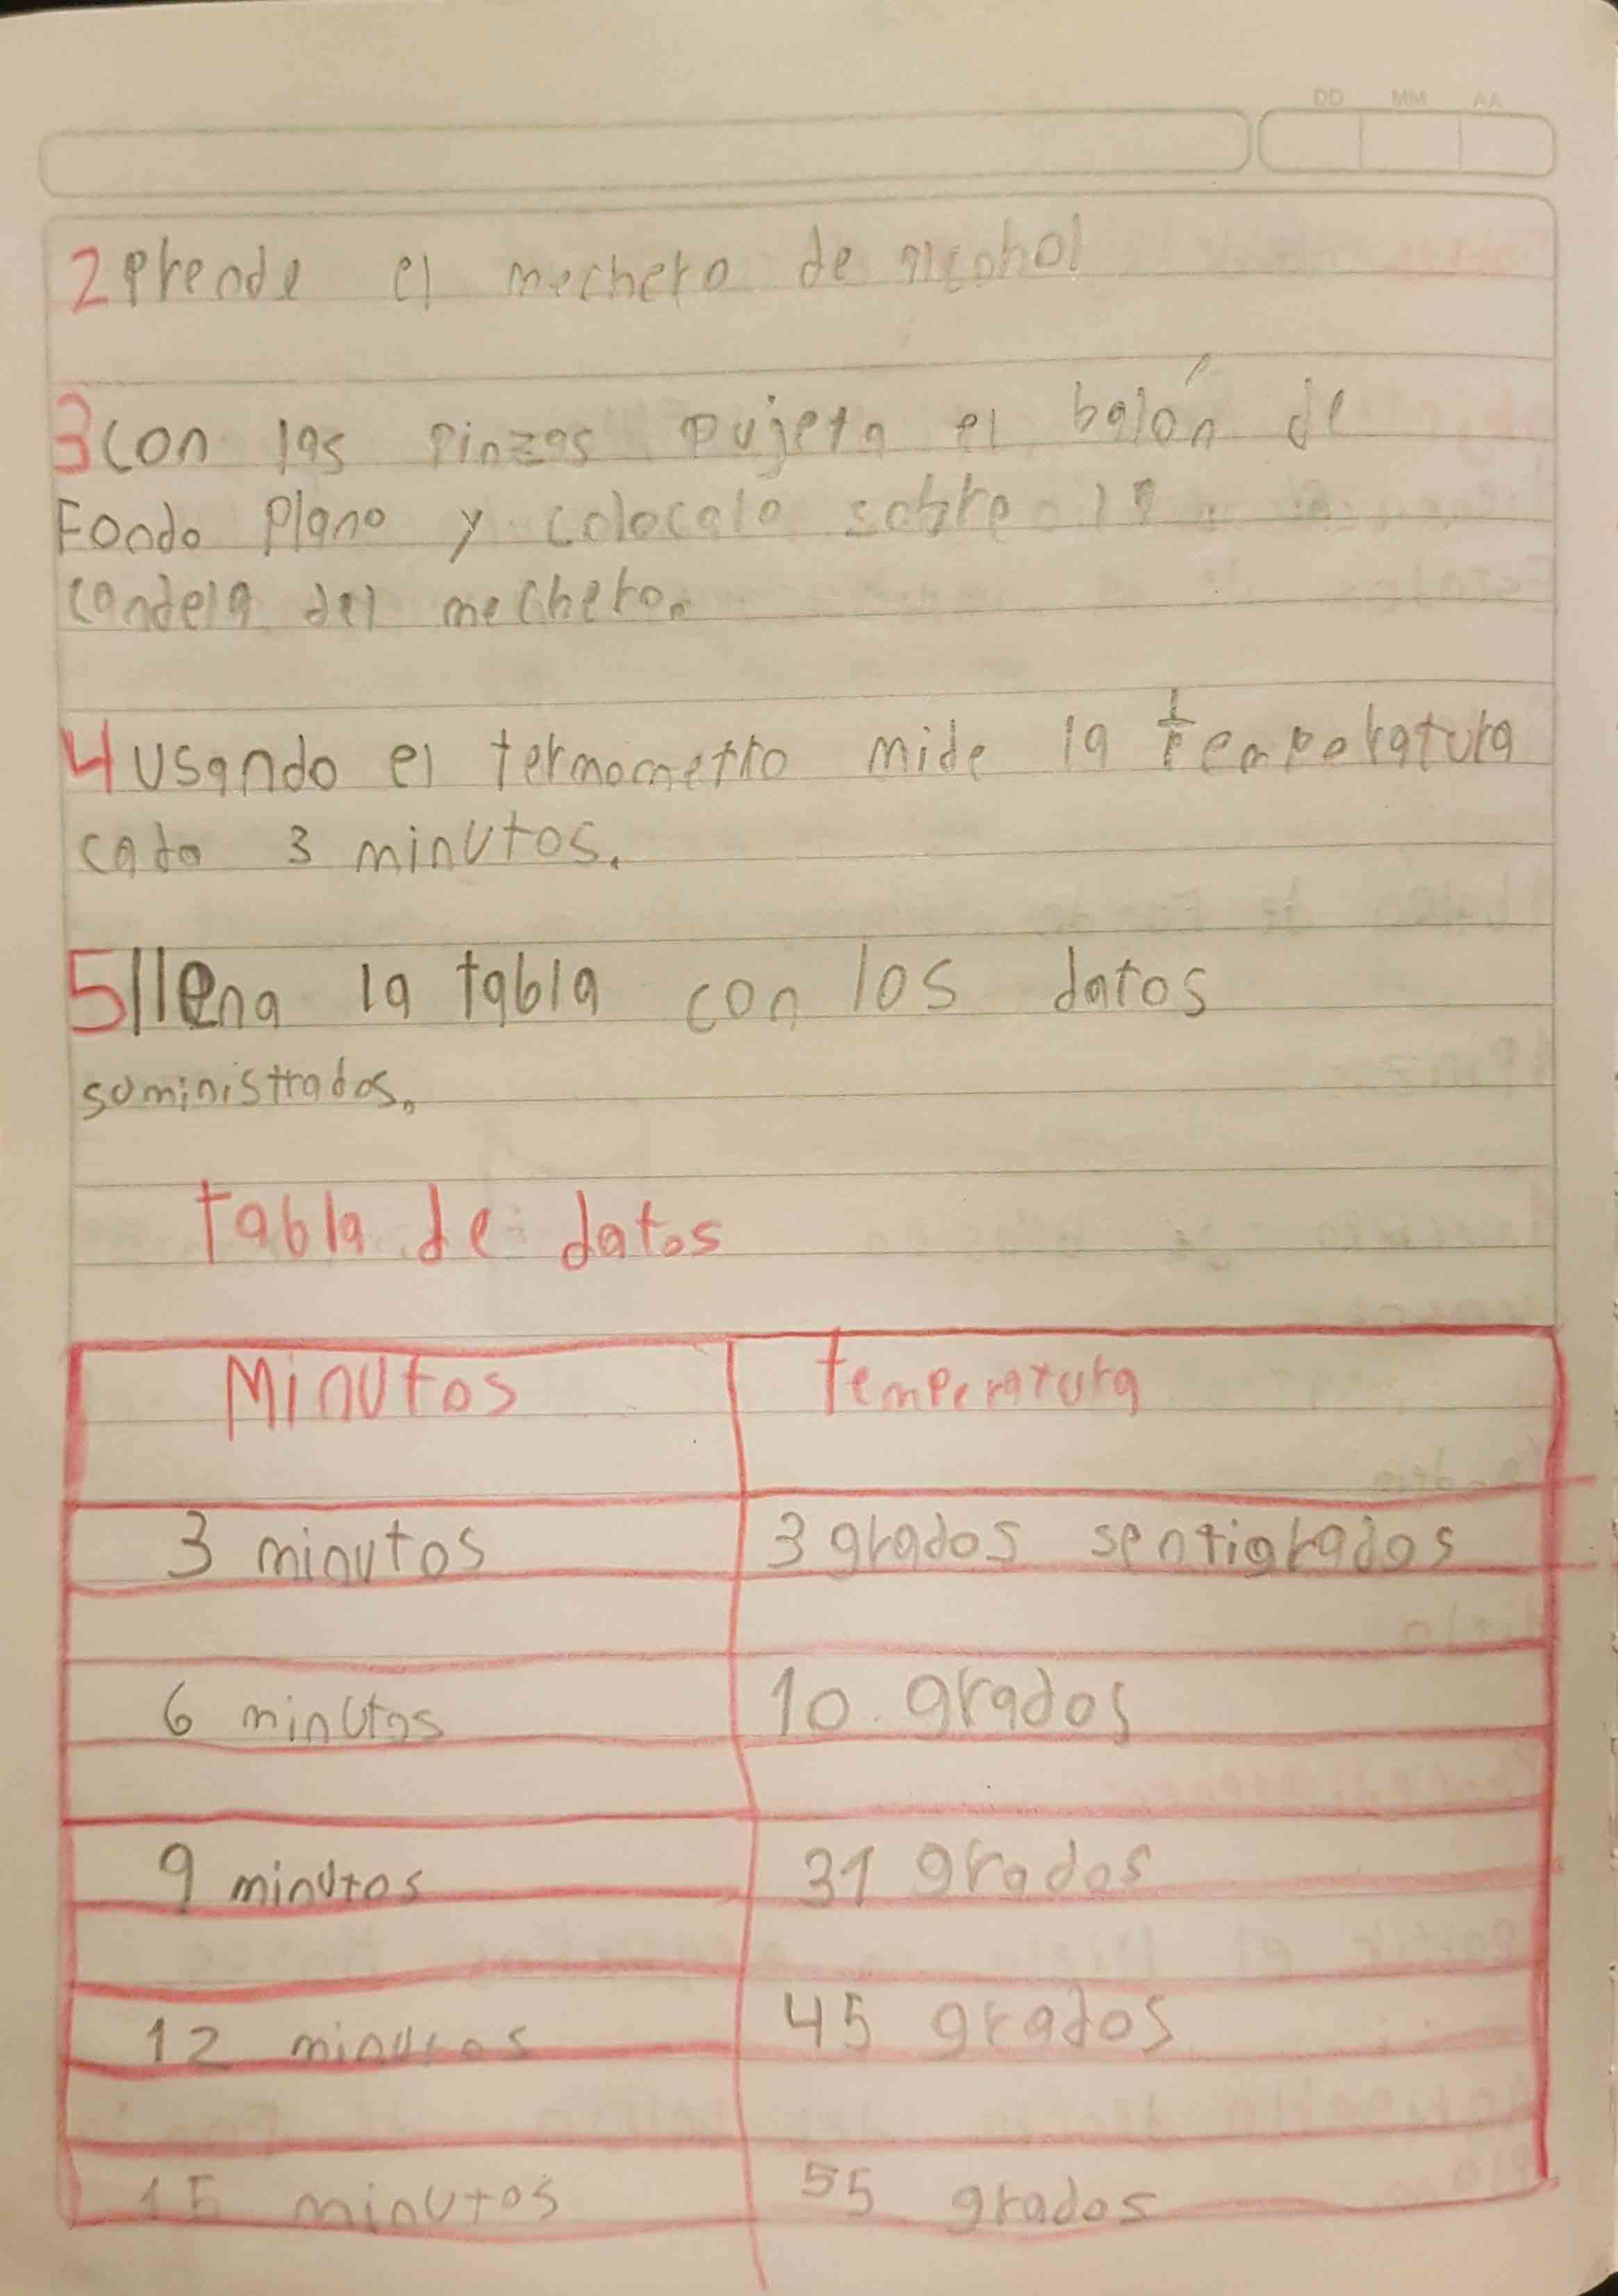 DD MM AA
2 Prende el mechero de alcohol
3 con las pinzas pujeta el balón de
Fondo Plano y colocalo sobre la
candela del mechero.
4 usando el termometro mide la temperatura
cada 3 minutos.
5 llena la tabla con los datos
suministrados.
tabla de datos
Minutos temperatura
3 minutos 3 grados sentigrados
6 minutos 10 grados
9 minutos 31 grados
12 minutos 45 grados
15 minutos 55 grados